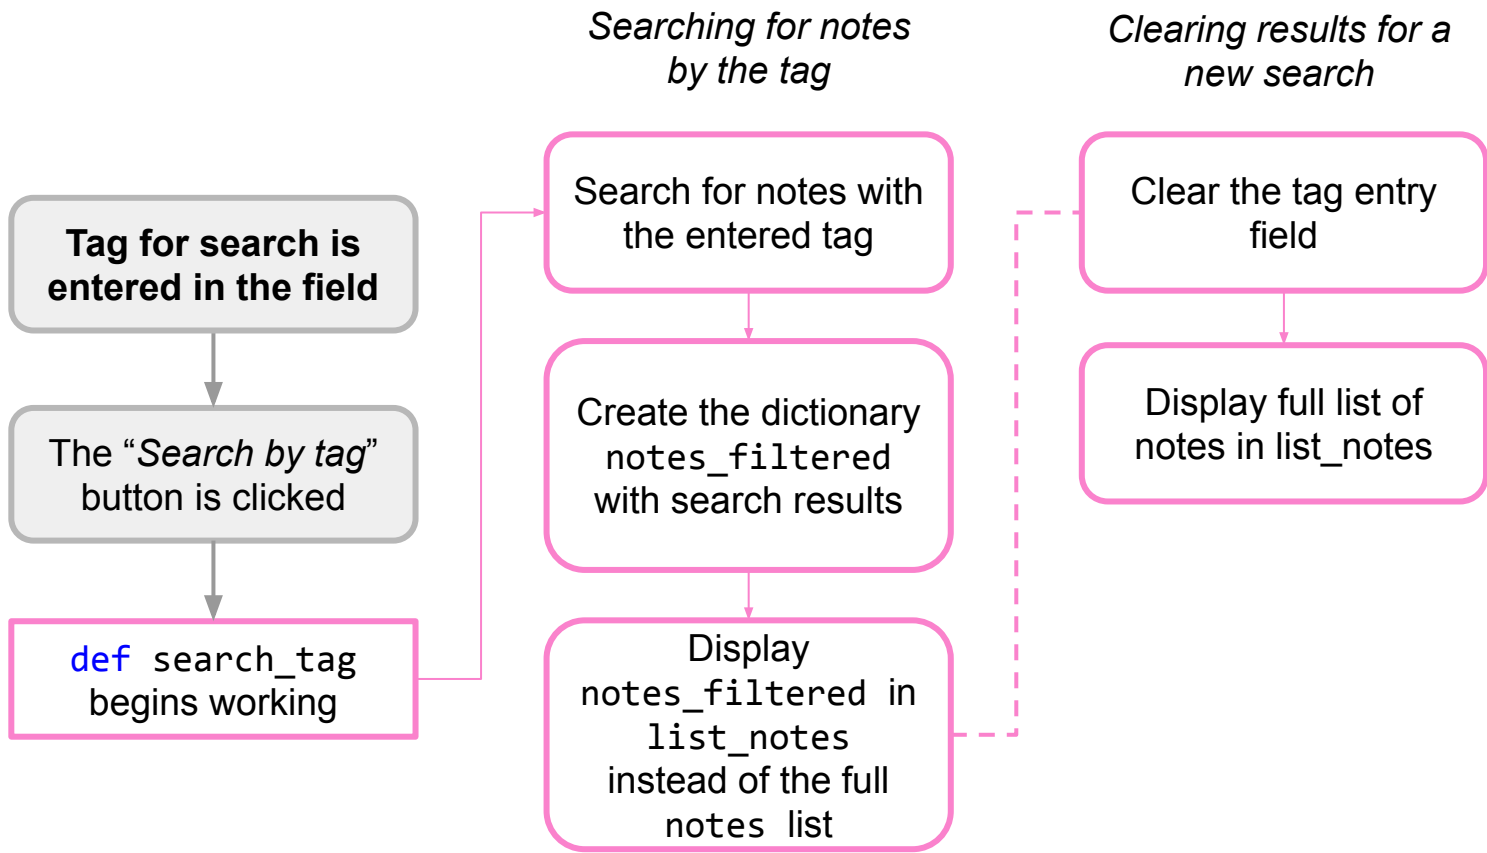 Searching for notes
by the tag
Clearing results for a
new search
Tag for search is
entered in the field
The “Search by tag”
button is clicked
def search_tag
begins working
Search for notes with
the entered tag
Create the dictionary
notes_filtered
with search results
Display
notes_filtered in
list_notes
instead of the full
notes list
Clear the tag entry
field
Display full list of
notes in list_notes